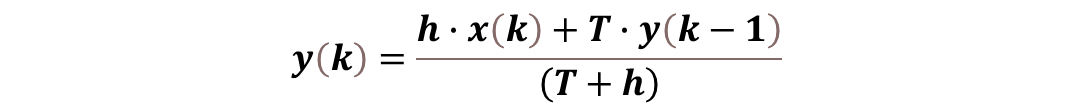 y(k) = h · x(k) + T · y(k − 1)
(T + h)